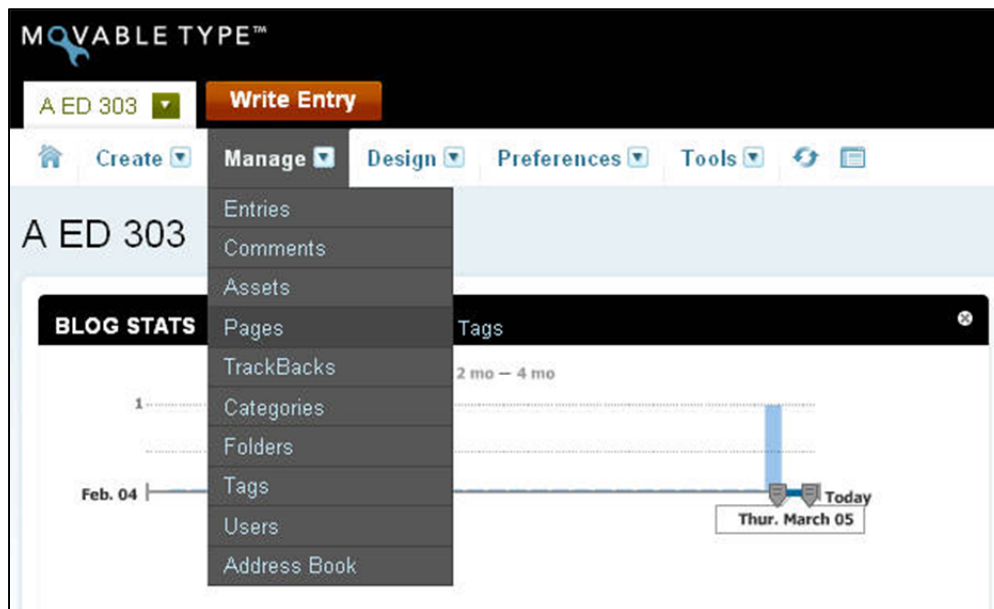 MOVABLE TYPE™
A ED 303 Write Entry
Create Manage Design Preferences Tools
Entries
A ED 303
Comments
Assets
BLOG STATS Pages Tags
TrackBacks
2 mo — 4 mo
1
Categories
Folders
Tags
Feb. 04 Today
Thur. March 05
Users
Address Book